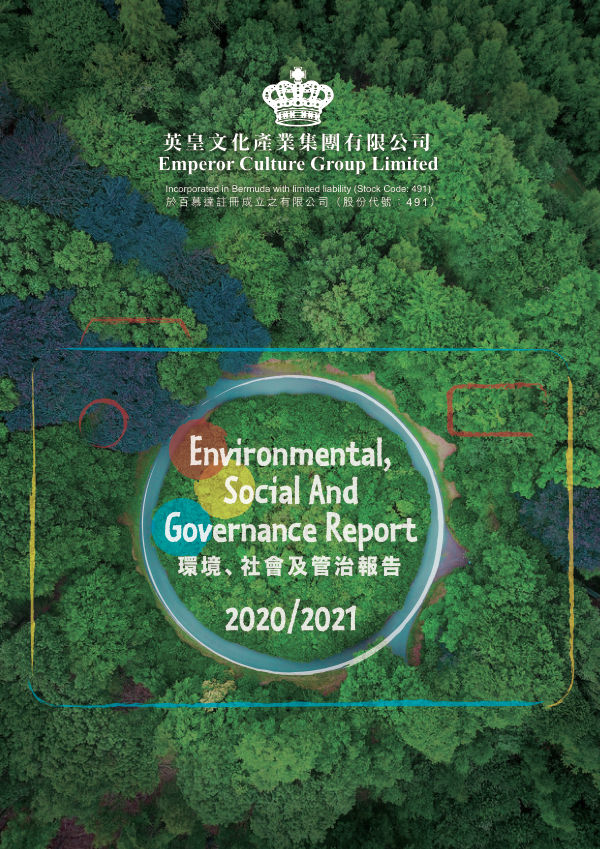 英皇文化產業集團有限公司
Emperor Culture Group Limited
Incorporated in Bermuda with limited liability (Stock Code: 491)
於百慕達註冊成立之有限公司（股份代號：491）
Environmental,
Social And
Governance Report
環境、社會及管治報告
2020/2021